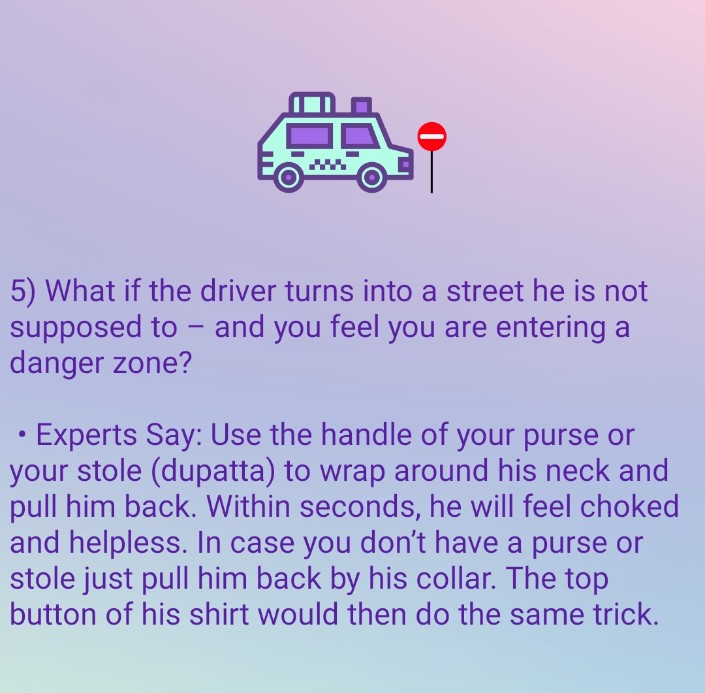 5) What if the driver turns into a street he is not
supposed to – and you feel you are entering a
danger zone?
• Experts Say: Use the handle of your purse or
your stole (dupatta) to wrap around his neck and
pull him back. Within seconds, he will feel choked
and helpless. In case you don’t have a purse or
stole just pull him back by his collar. The top
button of his shirt would then do the same trick.